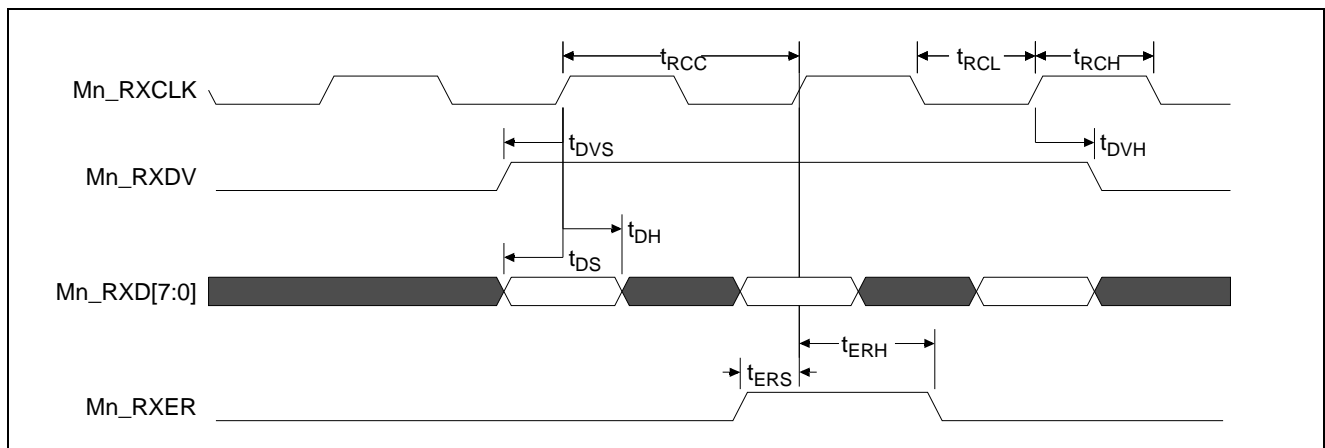 tRCC
tRCL
tRCH
Mn_RXCLK
tDVS
tDVH
Mn_RXDV
tDH
tDS
Mn_RXD[7:0]
tERH
tERS
Mn_RXER